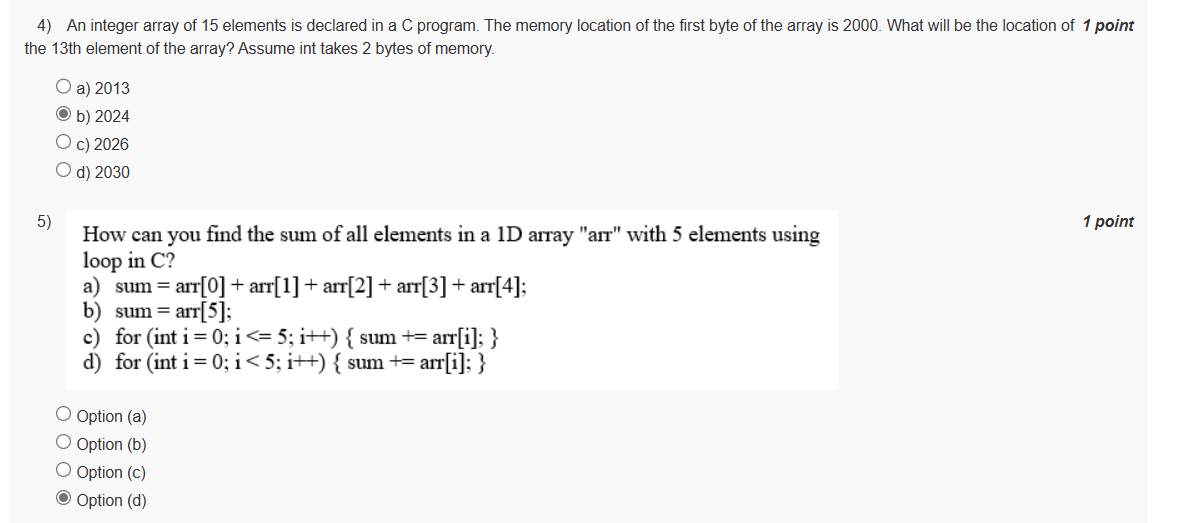 4) An integer array of 15 elements is declared in a C program. The memory location of the first byte of the array is 2000. What will be the location of 1 point
the 13th element of the array? Assume int takes 2 bytes of memory.
a) 2013
b) 2024
c) 2026
d) 2030
5) 1 point
How can you find the sum of all elements in a 1D array "arr" with 5 elements using
loop in C?
a) sum = arr[0] + arr[1] + arr[2] + arr[3] + arr[4];
b) sum = arr[5];
c) for (int i = 0; i <= 5; i++) { sum += arr[i]; }
d) for (int i = 0; i < 5; i++) { sum += arr[i]; }
Option (a)
Option (b)
Option (c)
Option (d)